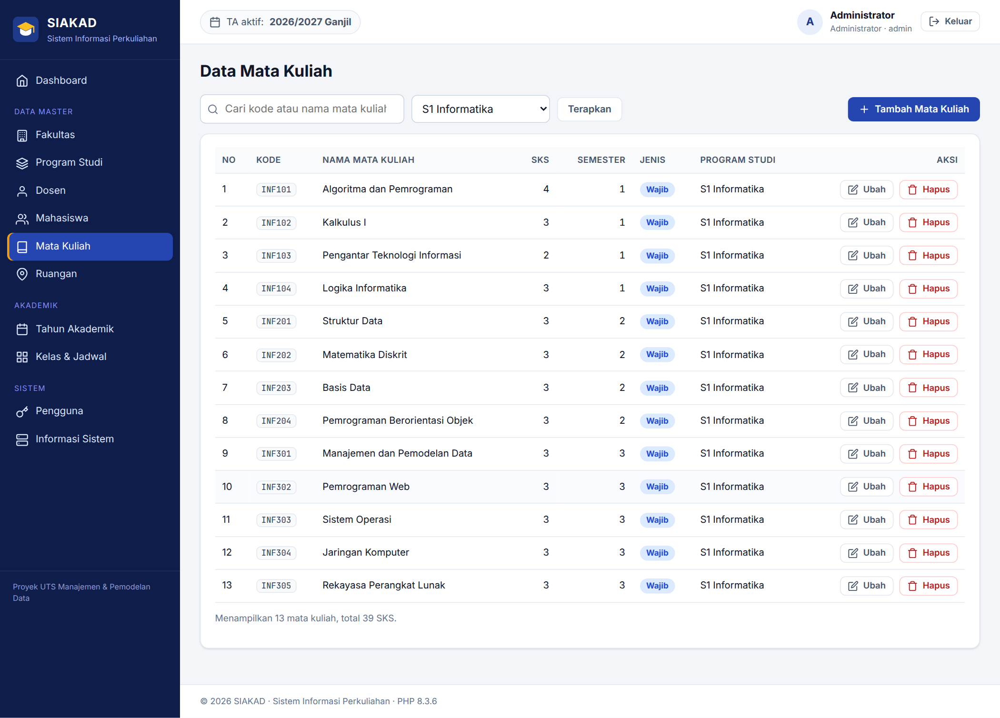 SIAKAD
Sistem Informasi Perkuliahan
Dashboard
DATA MASTER
Fakultas
Program Studi
Dosen
Mahasiswa
Mata Kuliah
Ruangan
AKADEMIK
Tahun Akademik
Kelas & Jadwal
SISTEM
Pengguna
Informasi Sistem
Proyek UTS Manajemen & Pemodelan
Data
TA aktif: 2026/2027 Ganjil
A
Administrator
Administrator · admin
Keluar
Data Mata Kuliah
Cari kode atau nama mata kuliah
S1 Informatika
Terapkan
+ Tambah Mata Kuliah
NO KODE NAMA MATA KULIAH SKS SEMESTER JENIS PROGRAM STUDI AKSI
1 INF101 Algoritma dan Pemrograman 4 1 Wajib S1 Informatika Ubah Hapus
2 INF102 Kalkulus I 3 1 Wajib S1 Informatika Ubah Hapus
3 INF103 Pengantar Teknologi Informasi 2 1 Wajib S1 Informatika Ubah Hapus
4 INF104 Logika Informatika 3 1 Wajib S1 Informatika Ubah Hapus
5 INF201 Struktur Data 3 2 Wajib S1 Informatika Ubah Hapus
6 INF202 Matematika Diskrit 3 2 Wajib S1 Informatika Ubah Hapus
7 INF203 Basis Data 3 2 Wajib S1 Informatika Ubah Hapus
8 INF204 Pemrograman Berorientasi Objek 3 2 Wajib S1 Informatika Ubah Hapus
9 INF301 Manajemen dan Pemodelan Data 3 3 Wajib S1 Informatika Ubah Hapus
10 INF302 Pemrograman Web 3 3 Wajib S1 Informatika Ubah Hapus
11 INF303 Sistem Operasi 3 3 Wajib S1 Informatika Ubah Hapus
12 INF304 Jaringan Komputer 3 3 Wajib S1 Informatika Ubah Hapus
13 INF305 Rekayasa Perangkat Lunak 3 3 Wajib S1 Informatika Ubah Hapus
Menampilkan 13 mata kuliah, total 39 SKS.
© 2026 SIAKAD · Sistem Informasi Perkuliahan · PHP 8.3.6